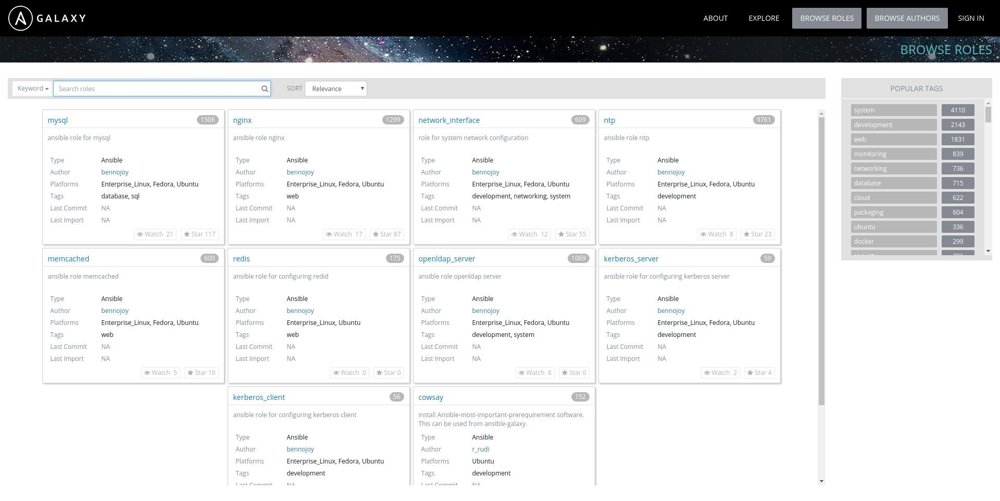 GALAXY
ABOUT
EXPLORE
BROWSE ROLES
BROWSE AUTHORS
SIGN IN
BROWSE ROLES
Keyword
Search roles
SORT
Relevance
mysql 1506
ansible role for mysql
Type Ansible
Author bennojoy
Platforms Enterprise_Linux, Fedora, Ubuntu
Tags database, sql
Last Commit NA
Last Import NA
Watch 21 Star 117
nginx 1299
ansible role nginx
Type Ansible
Author bennojoy
Platforms Enterprise_Linux, Fedora, Ubuntu
Tags web
Last Commit NA
Last Import NA
Watch 17 Star 87
network_interface 609
role for system network configuration
Type Ansible
Author bennojoy
Platforms Enterprise_Linux, Fedora, Ubuntu
Tags development, networking, system
Last Commit NA
Last Import NA
Watch 12 Star 55
ntp 9761
ansible role ntp
Type Ansible
Author bennojoy
Platforms Enterprise_Linux, Fedora, Ubuntu
Tags development
Last Commit NA
Last Import NA
Watch 8 Star 23
memcached 600
ansible role memcached
Type Ansible
Author bennojoy
Platforms Enterprise_Linux, Fedora, Ubuntu
Tags web
Last Commit NA
Last Import NA
Watch 5 Star 10
redis 175
ansible role for configuring redid
Type Ansible
Author bennojoy
Platforms Enterprise_Linux, Ubuntu
Tags web
Last Commit NA
Last Import NA
Watch 0 Star 0
openldap_server 1069
ansible role openldap server
Type Ansible
Author bennojoy
Platforms Enterprise_Linux, Fedora, Ubuntu
Tags development, system
Last Commit NA
Last Import NA
Watch 8 Star 0
kerberos_server 59
ansible role for configuring kerberos server
Type Ansible
Author bennojoy
Platforms Enterprise_Linux, Fedora, Ubuntu
Tags development
Last Commit NA
Last Import NA
Watch 2 Star 4
kerberos_client 56
ansible role for configuring kerberos client
Type Ansible
Author bennojoy
Platforms Enterprise_Linux, Fedora, Ubuntu
Tags development
Last Commit NA
cowsay 152
install Ansible-most-important-prerequirement software.
This can be used from ansible-galaxy.
Type Ansible
Author r_rudi
Platforms Ubuntu
Tags development
Last Commit NA
POPULAR TAGS
system 4110
development 2143
web 1831
monitoring 839
networking 736
database 715
cloud 622
packaging 604
ubuntu 336
docker 299